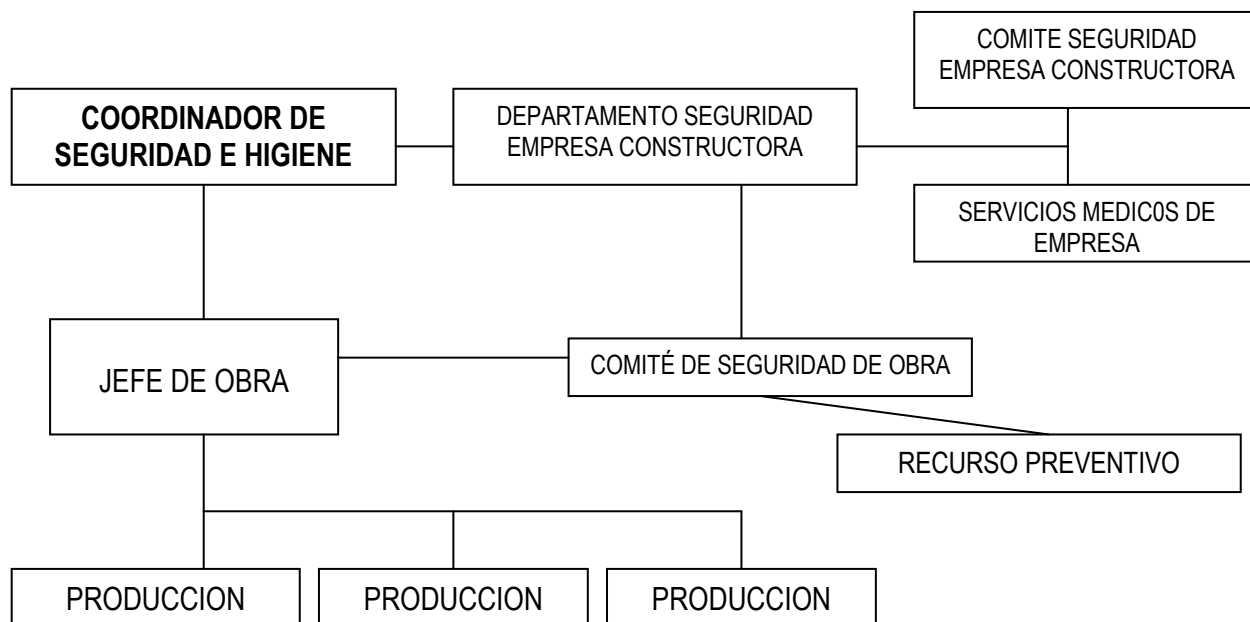 COMITE SEGURIDAD
EMPRESA CONSTRUCTORA
COORDINADOR DE
SEGURIDAD E HIGIENE
DEPARTAMENTO SEGURIDAD
EMPRESA CONSTRUCTORA
SERVICIOS MEDIC0S DE
EMPRESA
JEFE DE OBRA
COMITÉ DE SEGURIDAD DE OBRA
RECURSO PREVENTIVO
PRODUCCION
PRODUCCION
PRODUCCION